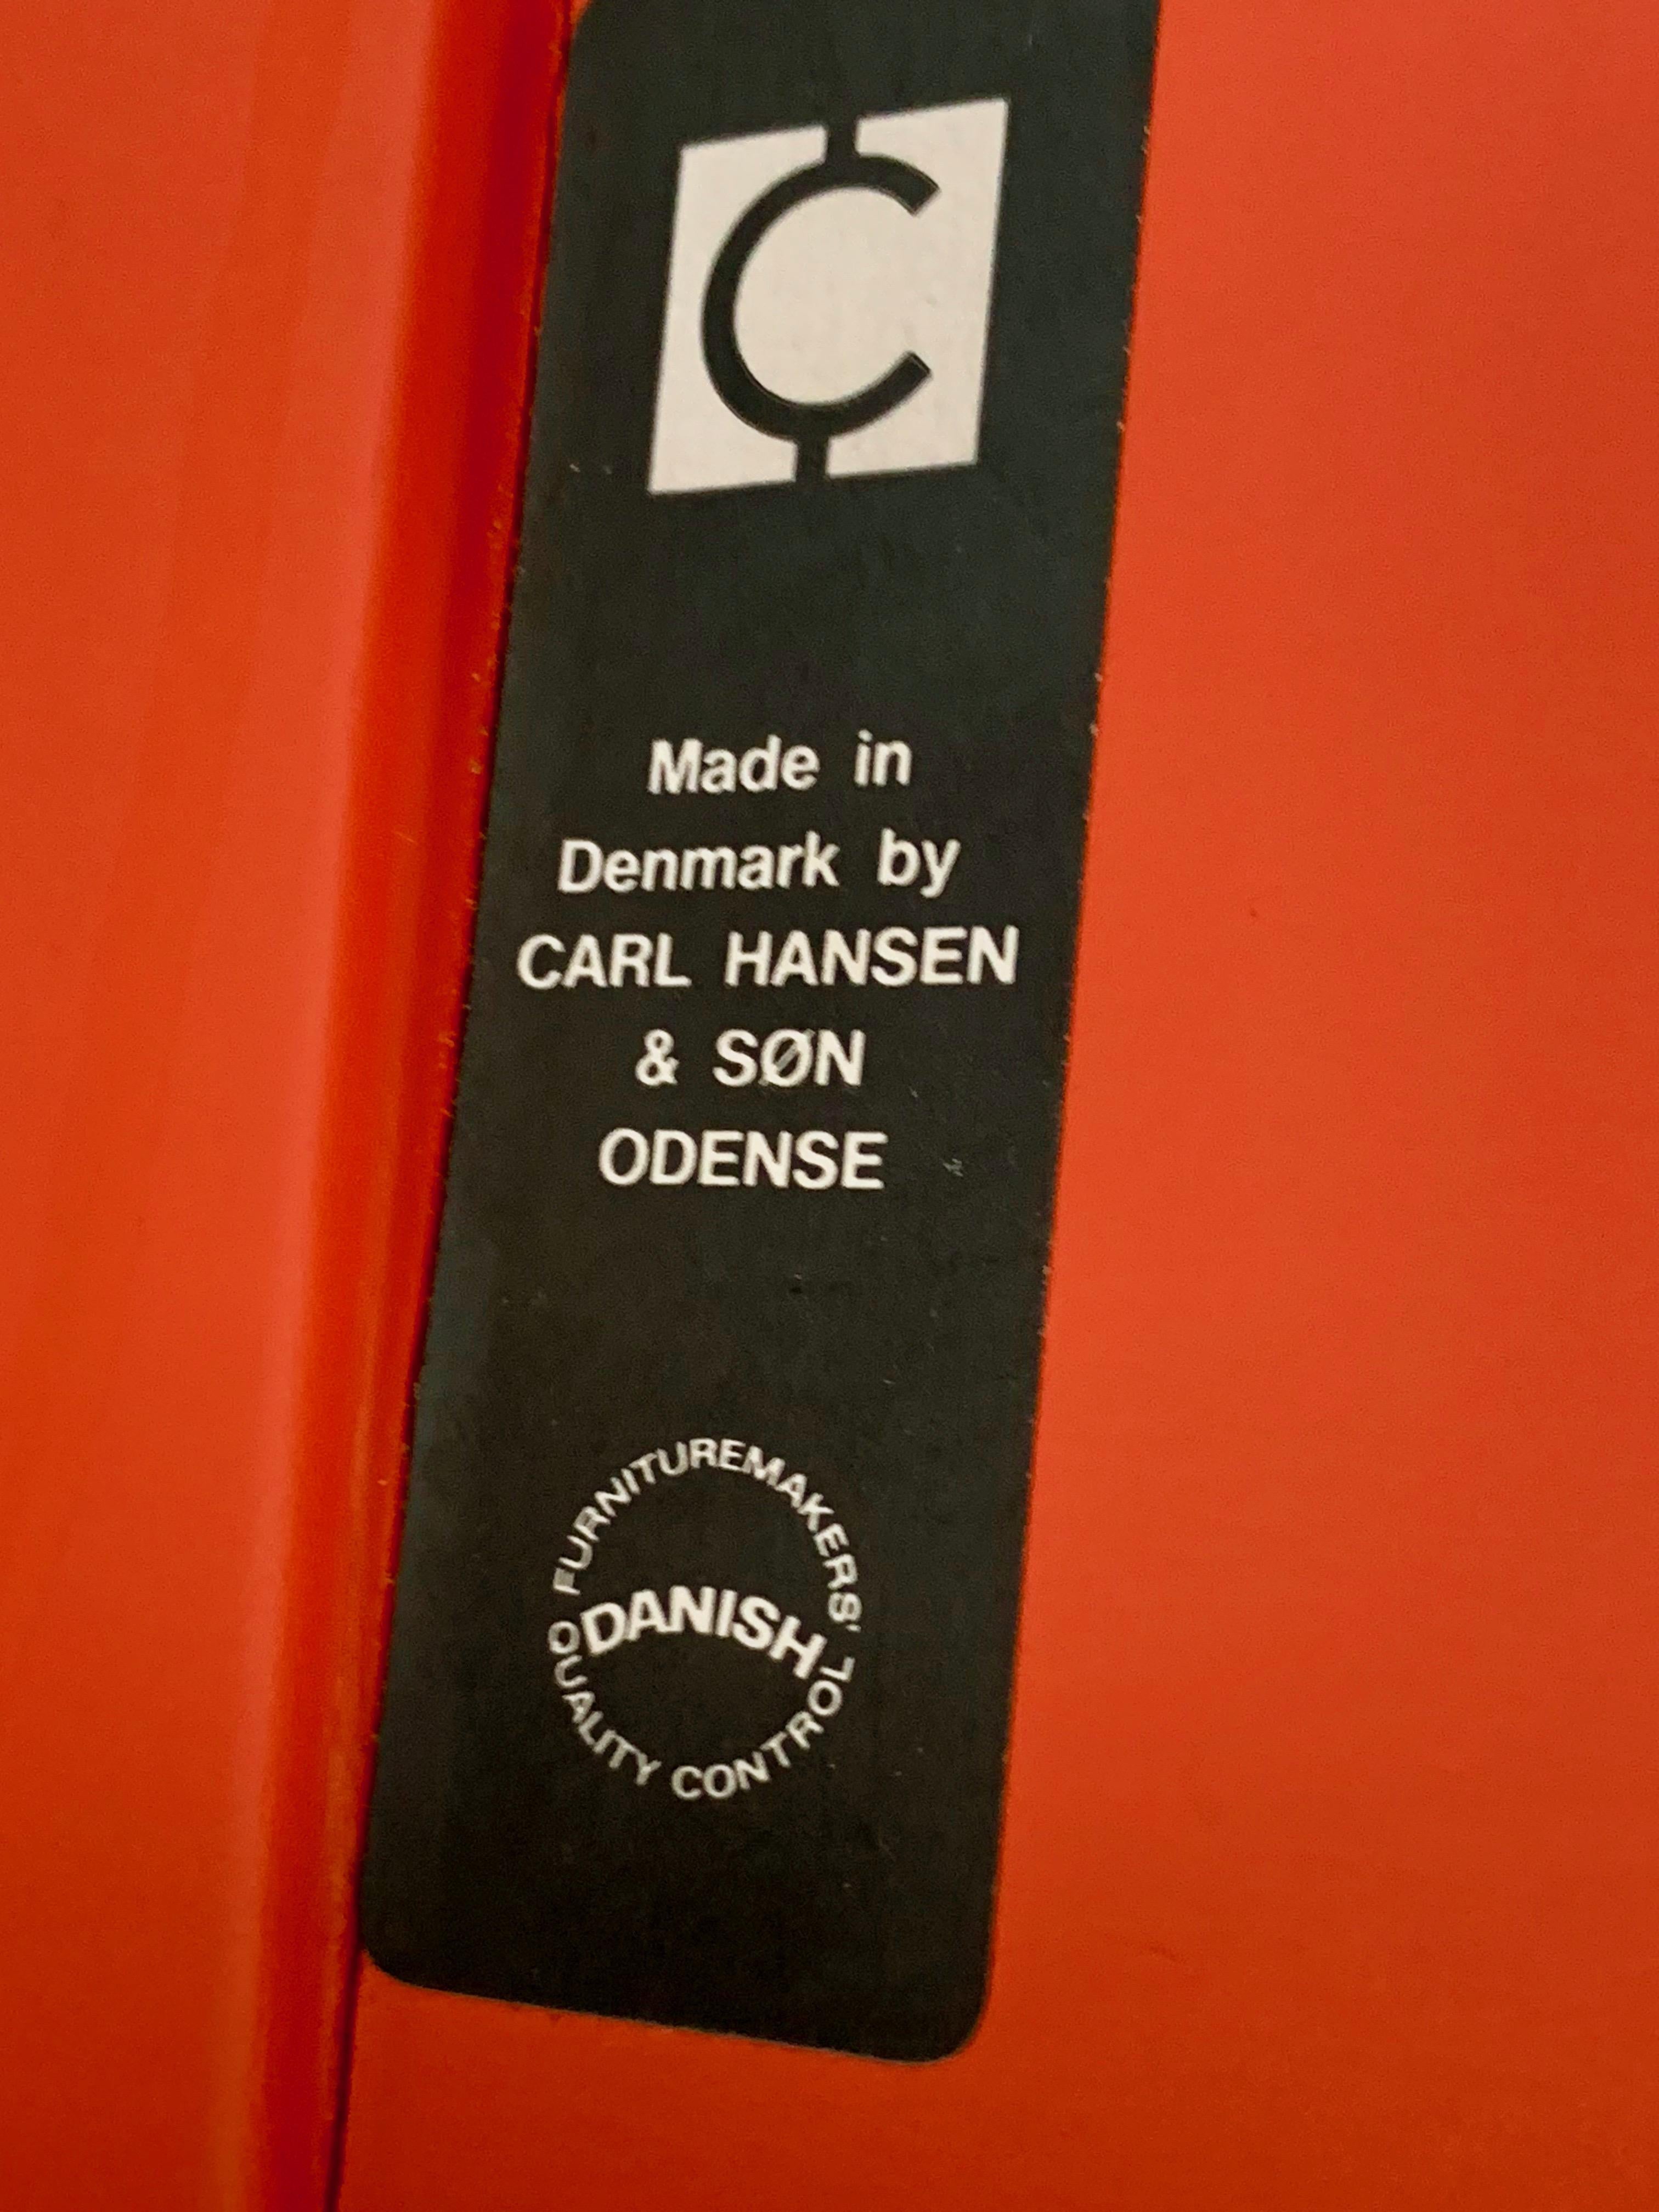 C
Made in
Denmark by
CARL HANSEN
& SØN
ODENSE
FURNITUREMAKERS'
DANISH
QUALITY CONTROL